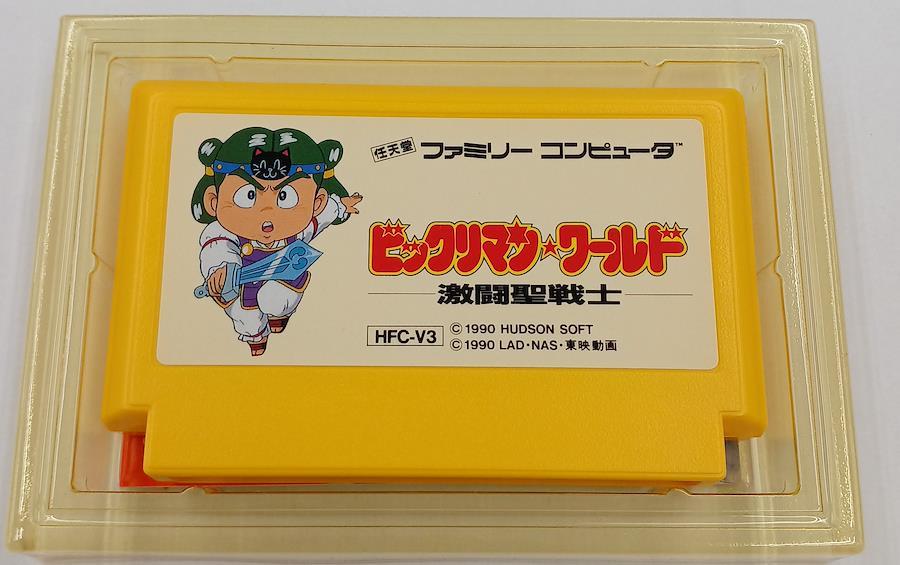 任天堂 ファミリー コンピュータ™
ビックリマン★ワールド
激闘聖戦士
HFC-V3
©1990 HUDSON SOFT
©1990 LAD・NAS・東映動画